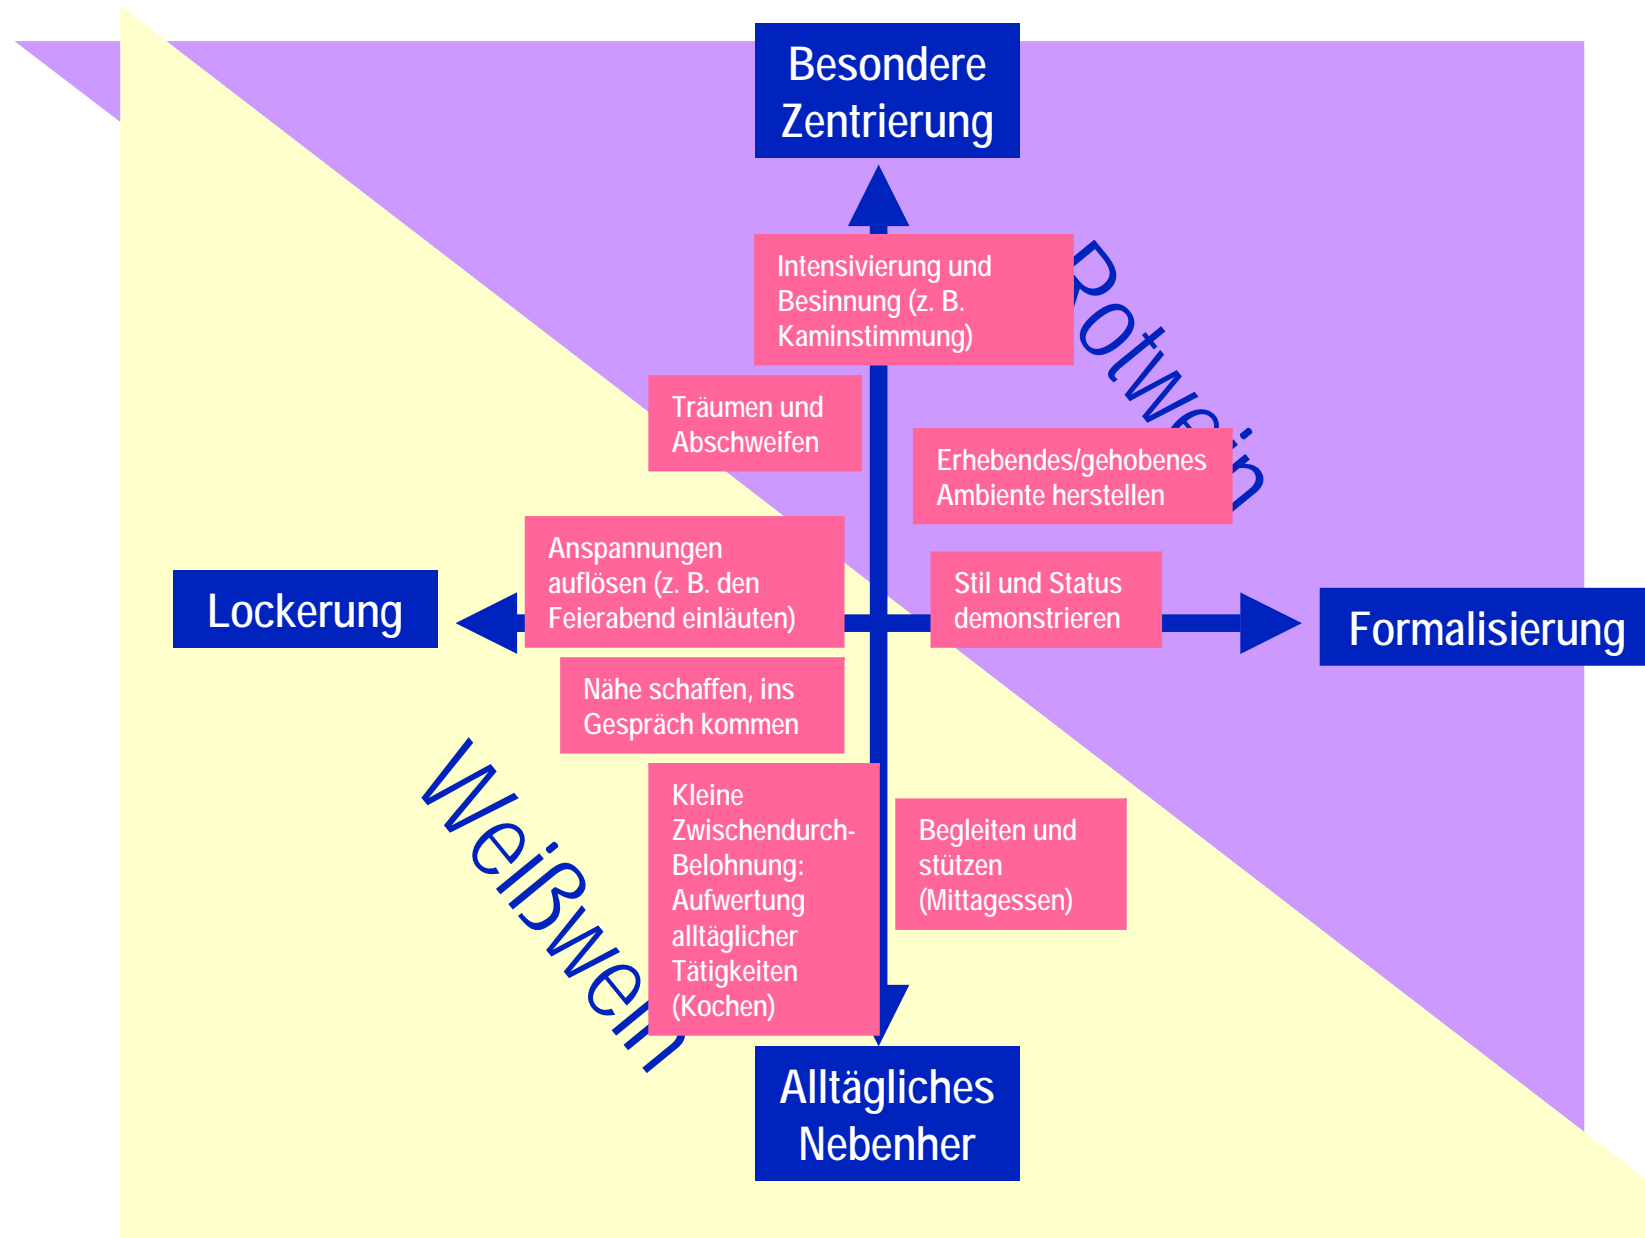 Besondere
Zentrierung
Intensivierung und
Besinnung (z. B.
Kaminstimmung)
Rotwein
Träumen und
Abschweifen
Erhebendes/gehobenes
Ambiente herstellen
Anspannungen
auflösen (z. B. den
Feierabend einläuten)
Stil und Status
demonstrieren
Lockerung
Formalisierung
Nähe schaffen, ins
Gespräch kommen
Weißwein
Kleine
Zwischendurch-
Belohnung:
Aufwertung
alltäglicher
Tätigkeiten
(Kochen)
Begleiten und
stützen
(Mittagessen)
Alltägliches
Nebenher